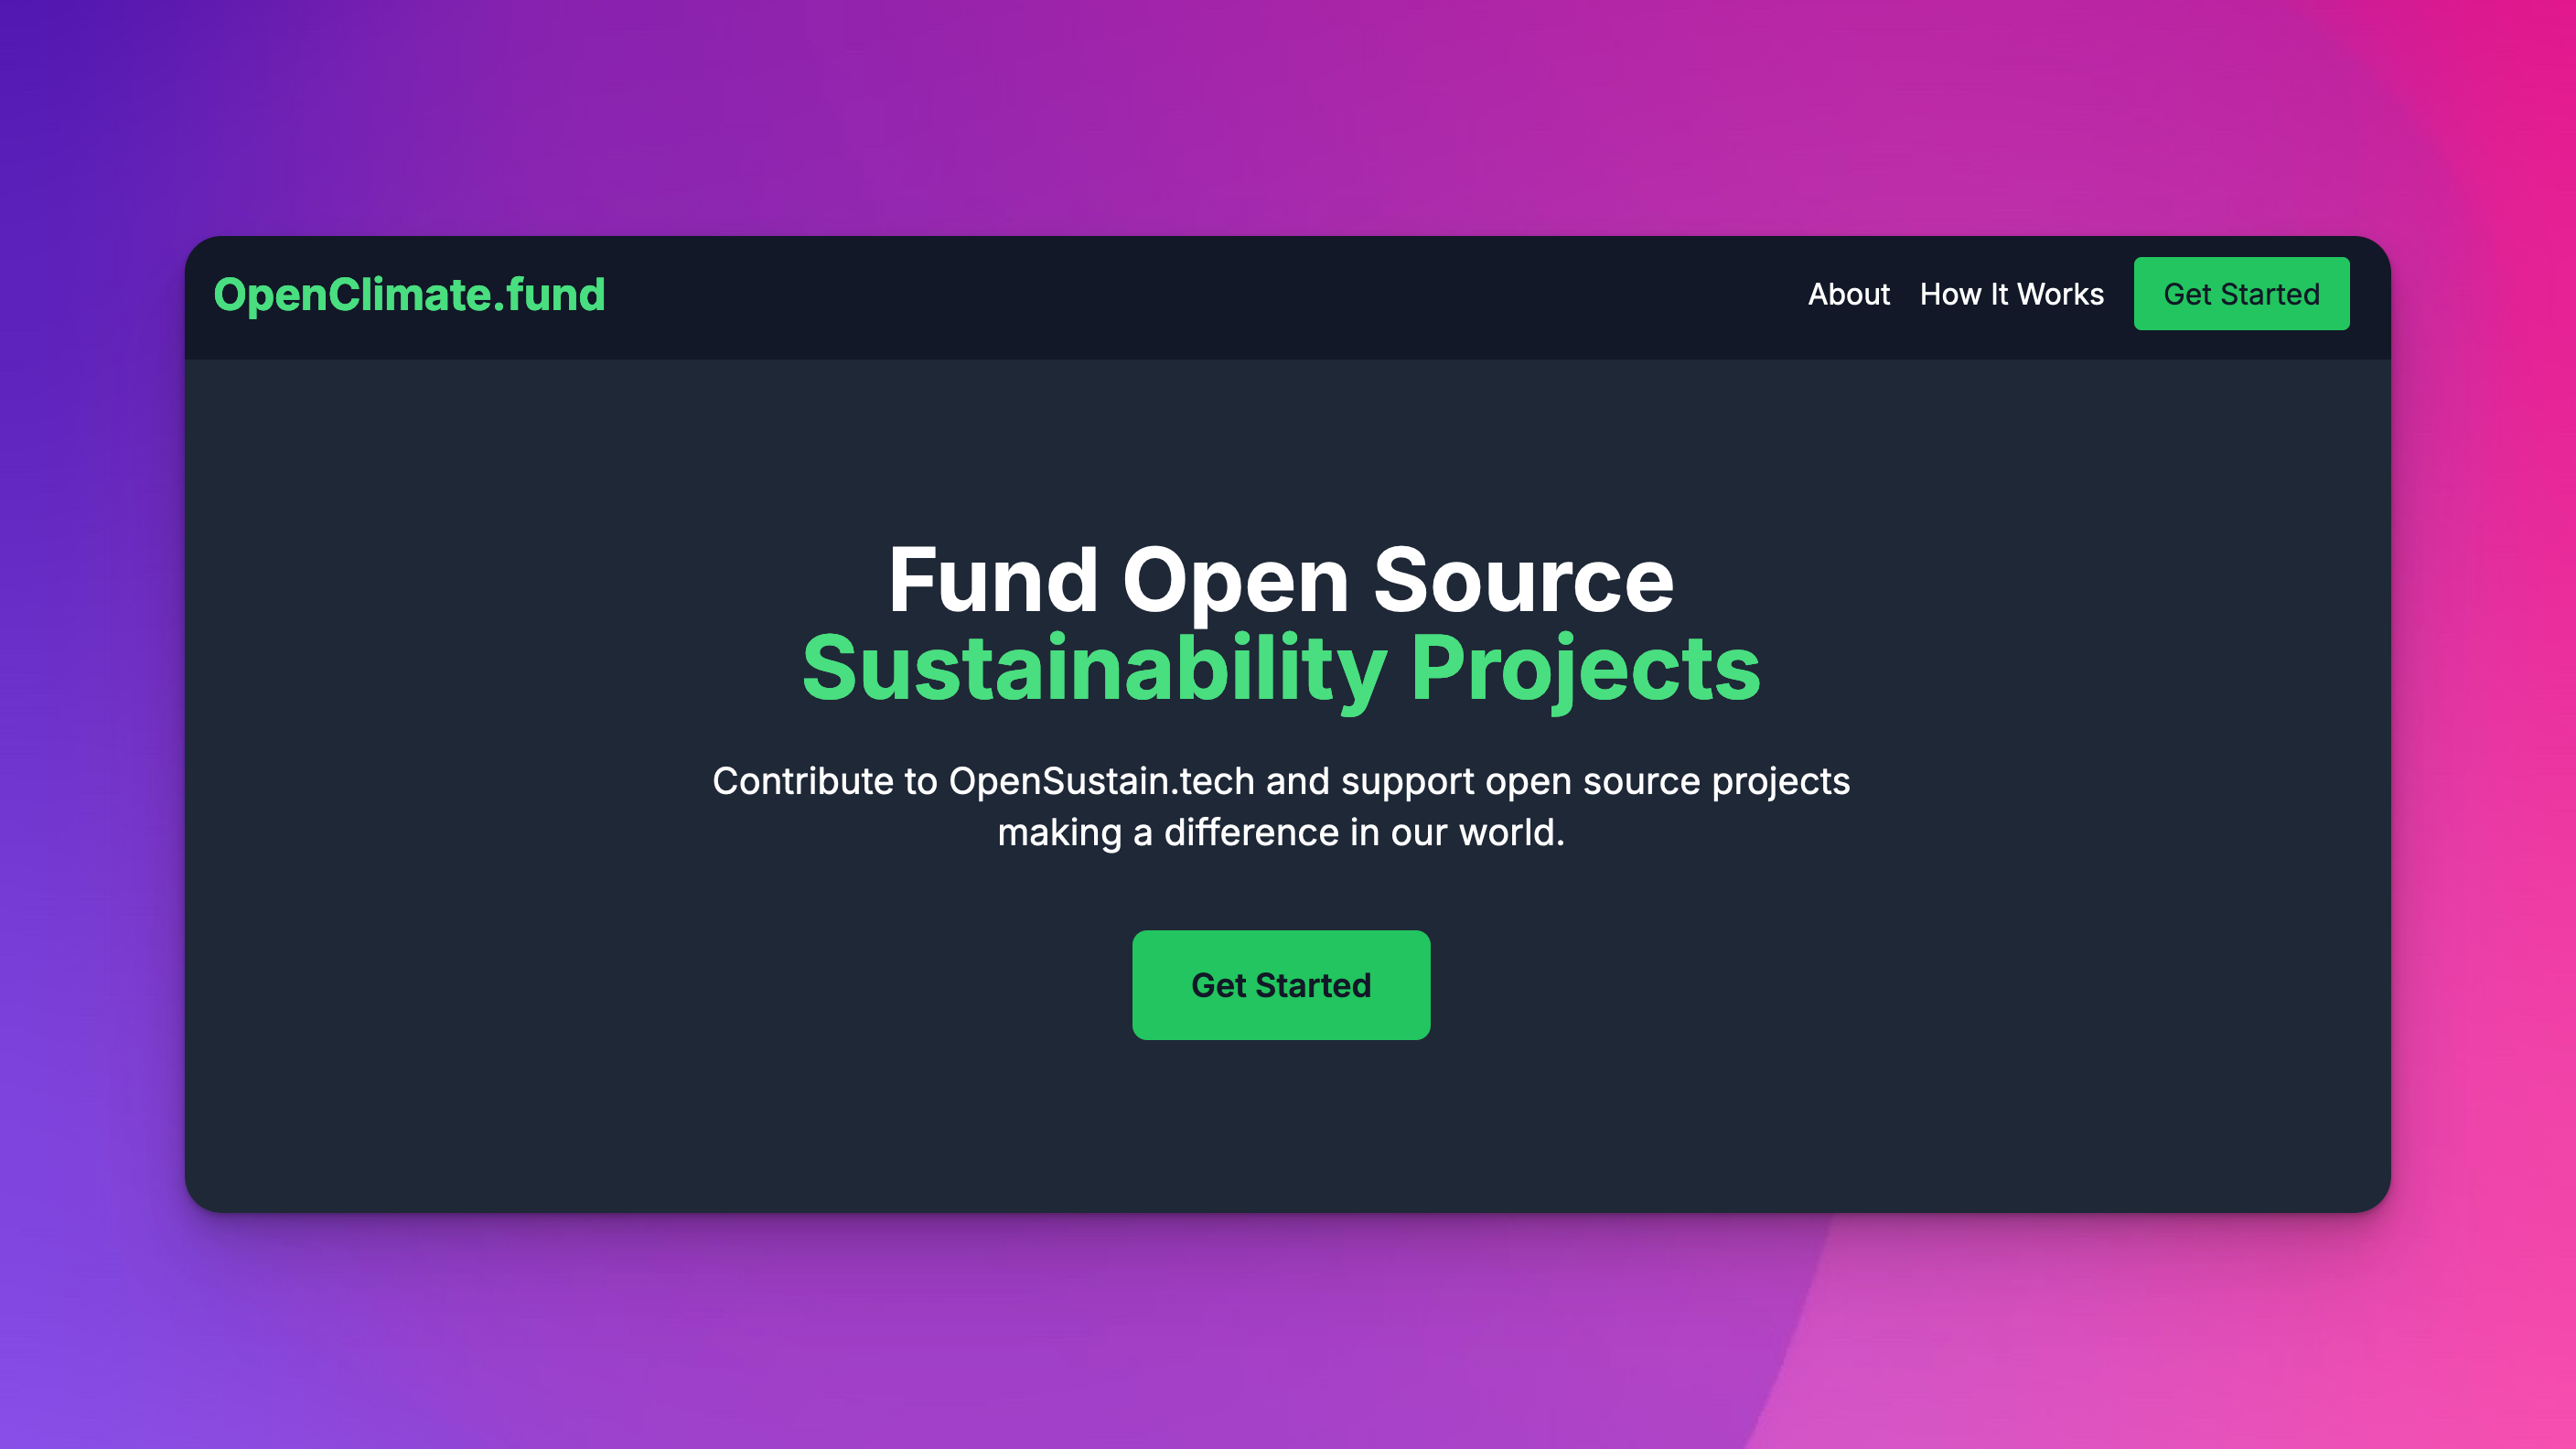 OpenClimate.fund
About
How It Works
Get Started
Fund Open Source
Sustainability Projects
Contribute to OpenSustain.tech and support open source projects
making a difference in our world.
Get Started